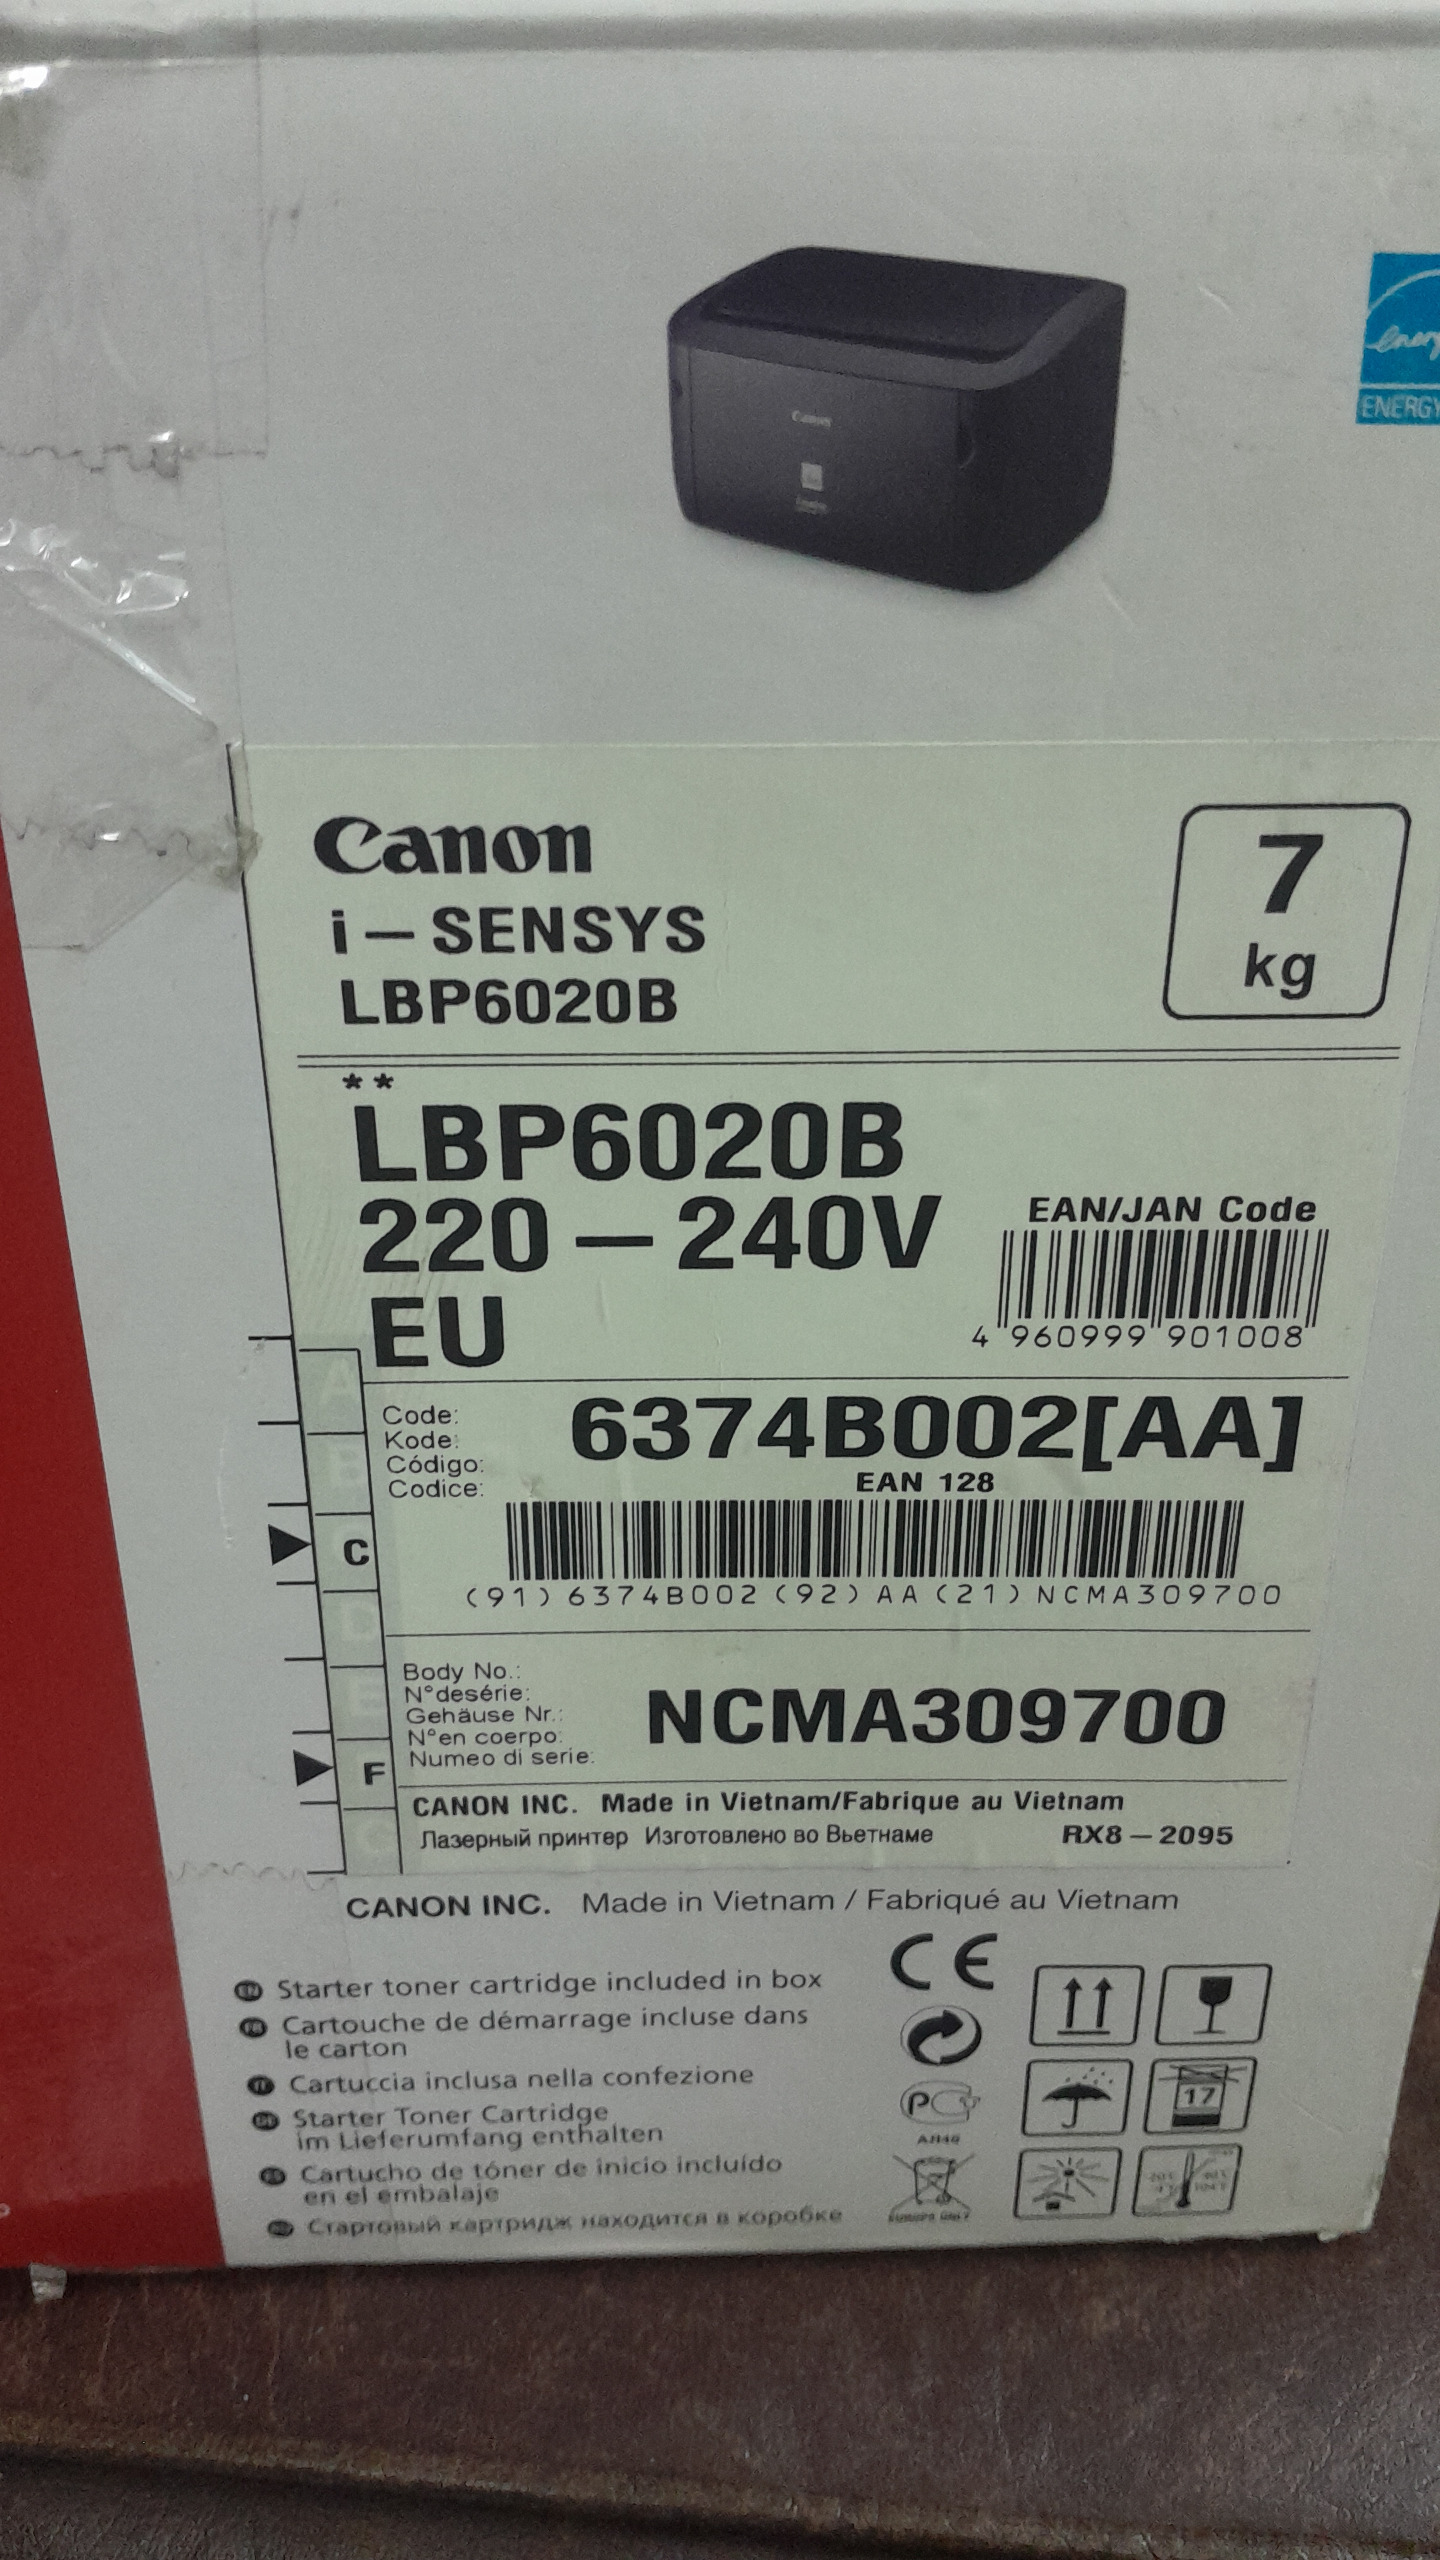 Canon
energy
ENERGY
Canon
i-SENSYS
LBP6020B
7
kg
**
LBP6020B
220-240V
EU
EAN/JAN Code
4 960999 901008
A
B
C
D
E
F
Code:
Kode:
Código:
Codice:
6374B002[AA]
EAN 128
(91)6374B002(92)AA(21)NCMA309700
Body No.:
N°desérie:
Gehäuse Nr.:
N°en coerpo:
Numeo di serie:
NCMA309700
CANON INC. Made in Vietnam/Fabrique au Vietnam
Лазерный принтер Изготовлено во Вьетнаме RX8-2095
CANON INC. Made in Vietnam / Fabriqué au Vietnam
Starter toner cartridge included in box
Cartouche de démarrage incluse dans
le carton
Cartuccia inclusa nella confezione
Starter Toner Cartridge
im Lieferumfang enthalten
Cartucho de tóner de inicio incluído
en el embalaje
Стартовый картридж находится в коробке
CE
17